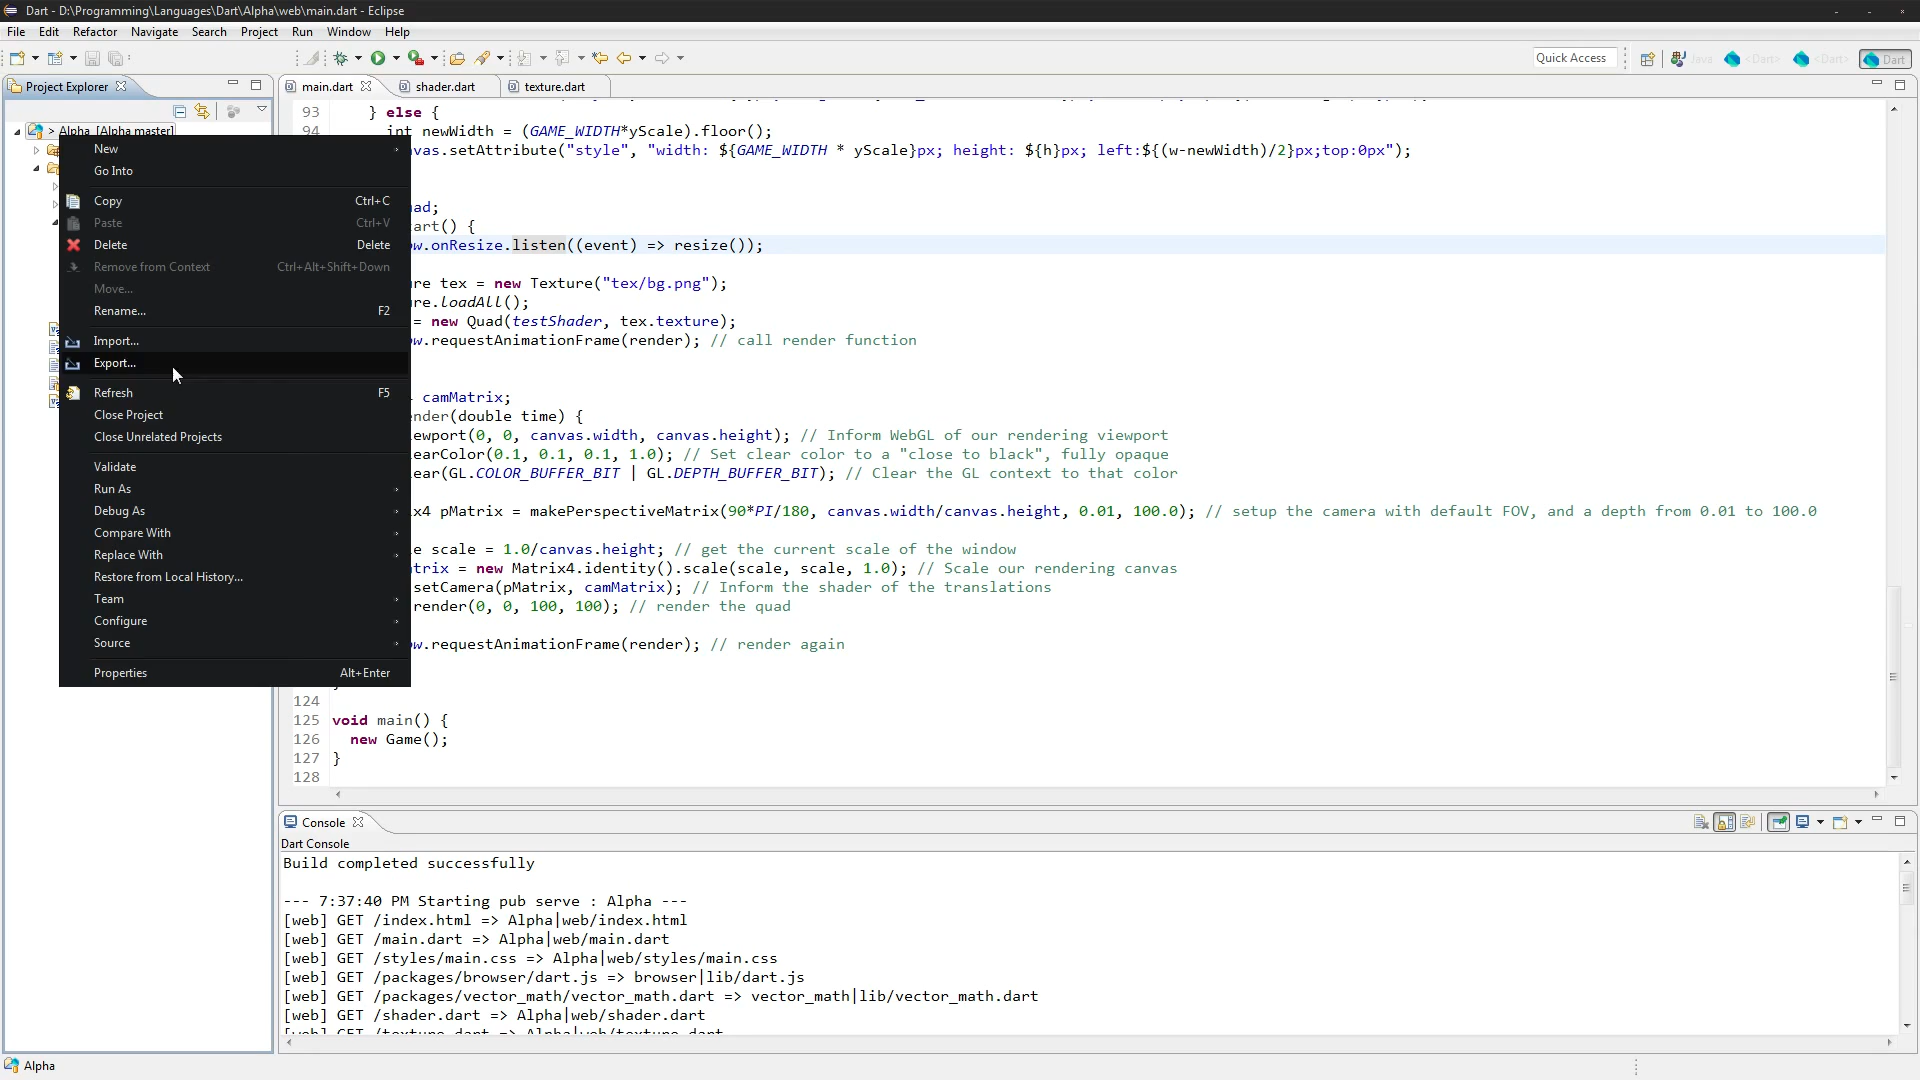 Dart - D:\Programming\Languages\Dart\Alpha\web\main.dart - Eclipse
File Edit Refactor Navigate Search Project Run Window Help
Quick Access
Java
<Dart>
<Dart>
Dart
Project Explorer
main.dart
shader.dart
texture.dart
> Alpha [Alpha master]
New
Go Into
Copy Ctrl+C
Paste Ctrl+V
Delete Delete
Remove from Context Ctrl+Alt+Shift+Down
Move...
Rename... F2
Import...
Export...
Refresh F5
Close Project
Close Unrelated Projects
Validate
Run As
Debug As
Compare With
Replace With
Restore from Local History...
Team
Configure
Source
Properties Alt+Enter
93 } else {
94 int newWidth = (GAME_WIDTH*yScale).floor();
vas.setAttribute("style", "width: ${GAME_WIDTH * yScale}px; height: ${h}px; left:${(w-newWidth)/2}px;top:0px");
ad;
art() {
w.onResize.listen((event) => resize());
re tex = new Texture("tex/bg.png");
re.loadAll();
= new Quad(testShader, tex.texture);
w.requestAnimationFrame(render); // call render function
camMatrix;
nder(double time) {
ewport(0, 0, canvas.width, canvas.height); // Inform WebGL of our rendering viewport
earColor(0.1, 0.1, 0.1, 1.0); // Set clear color to a "close to black", fully opaque
ear(GL.COLOR_BUFFER_BIT | GL.DEPTH_BUFFER_BIT); // Clear the GL context to that color
x4 pMatrix = makePerspectiveMatrix(90*PI/180, canvas.width/canvas.height, 0.01, 100.0); // setup the camera with default FOV, and a depth from 0.01 to 100.0
e scale = 1.0/canvas.height; // get the current scale of the window
trix = new Matrix4.identity().scale(scale, scale, 1.0); // Scale our rendering canvas
setCamera(pMatrix, camMatrix); // Inform the shader of the translations
render(0, 0, 100, 100); // render the quad
w.requestAnimationFrame(render); // render again
124
125 void main() {
126 new Game();
127 }
128
Console
Dart Console
Build completed successfully
--- 7:37:40 PM Starting pub serve : Alpha ---
[web] GET /index.html => Alpha|web/index.html
[web] GET /main.dart => Alpha|web/main.dart
[web] GET /styles/main.css => Alpha|web/styles/main.css
[web] GET /packages/browser/dart.js => browser|lib/dart.js
[web] GET /packages/vector_math/vector_math.dart => vector_math|lib/vector_math.dart
[web] GET /shader.dart => Alpha|web/shader.dart
[web] GET /texture.dart => Alpha|web/texture.dart
Alpha